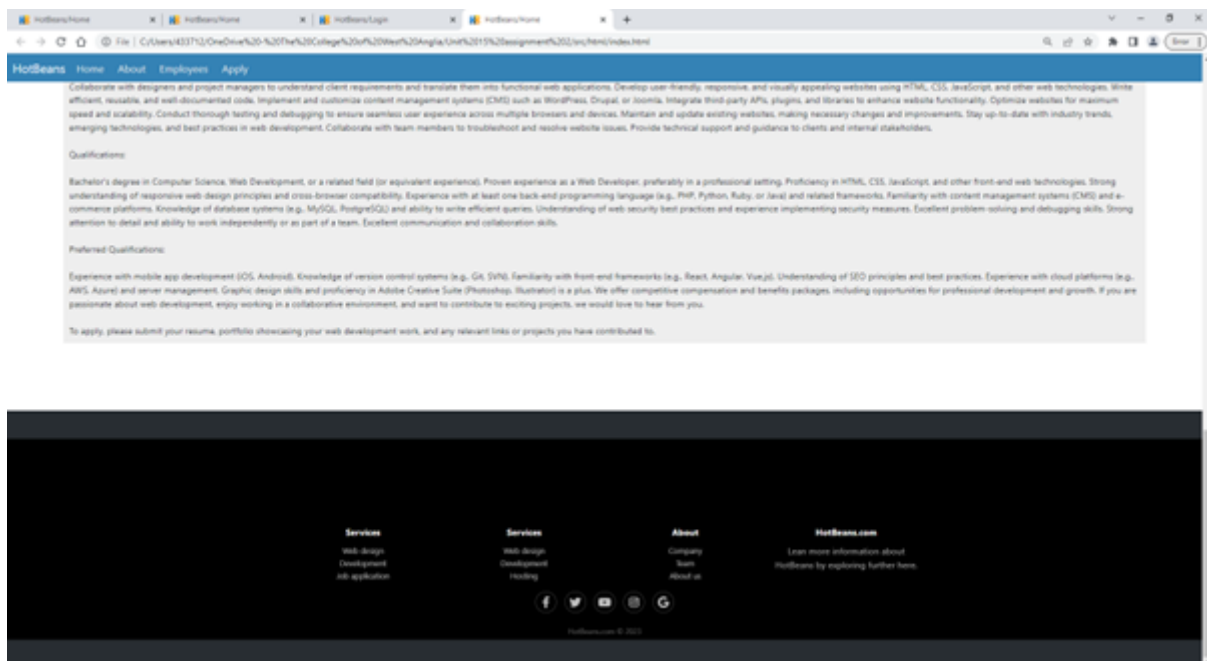 HotBeans/Home
HotBeans/Home
HotBeans/Login
HotBeans/Home
File | C:/Users/433712/OneDrive%20-%20The%20College%20of%20West%20Anglia/Unit%2015%20assignment%202/src/html/index.html
Error
HotBeans Home About Employees Apply
Collaborate with designers and project managers to understand client requirements and translate them into functional web applications. Develop user-friendly, responsive, and visually appealing websites using HTML, CSS, JavaScript, and other web technologies. Write
efficient, reusable, and well-documented code. Implement and customize content management systems (CMS) such as WordPress, Drupal, or Joomla. Integrate third-party APIs, plugins, and libraries to enhance website functionality. Optimize websites for maximum
speed and scalability. Conduct thorough testing and debugging to ensure seamless user experience across multiple browsers and devices. Maintain and update existing websites, making necessary changes and improvements. Stay up-to-date with industry trends,
emerging technologies, and best practices in web development. Collaborate with team members to troubleshoot and resolve website issues. Provide technical support and guidance to clients and internal stakeholders.
Qualifications:
Bachelor's degree in Computer Science, Web Development, or a related field (or equivalent experience). Proven experience as a Web Developer, preferably in a professional setting. Proficiency in HTML, CSS, JavaScript, and other front-end web technologies. Strong
understanding of responsive web design principles and cross-browser compatibility. Experience with at least one back-end programming language (e.g., PHP, Python, Ruby, or Java) and related frameworks. Familiarity with content management systems (CMS) and e-
commerce platforms. Knowledge of database systems (e.g., MySQL, PostgreSQL) and ability to write efficient queries. Understanding of web security best practices and experience implementing security measures. Excellent problem-solving and debugging skills. Strong
attention to detail and ability to work independently or as part of a team. Excellent communication and collaboration skills.
Preferred Qualifications:
Experience with mobile app development (iOS, Android). Knowledge of version control systems (e.g., Git, SVN). Familiarity with front-end frameworks (e.g., React, Angular, Vue.js). Understanding of SEO principles and best practices. Experience with cloud platforms (e.g.,
AWS, Azure) and server management. Graphic design skills and proficiency in Adobe Creative Suite (Photoshop, Illustrator) is a plus. We offer competitive compensation and benefits packages, including opportunities for professional development and growth. If you are
passionate about web development, enjoy working in a collaborative environment, and want to contribute to exciting projects, we would love to hear from you.
To apply, please submit your resume, portfolio showcasing your web development work, and any relevant links or projects you have contributed to.
Services Services About HotBeans.com
Web design Web design Company Lean more information about
Development Development Team HotBeans by exploring further here.
Job application Hosting About us
HotBeans.com © 2023